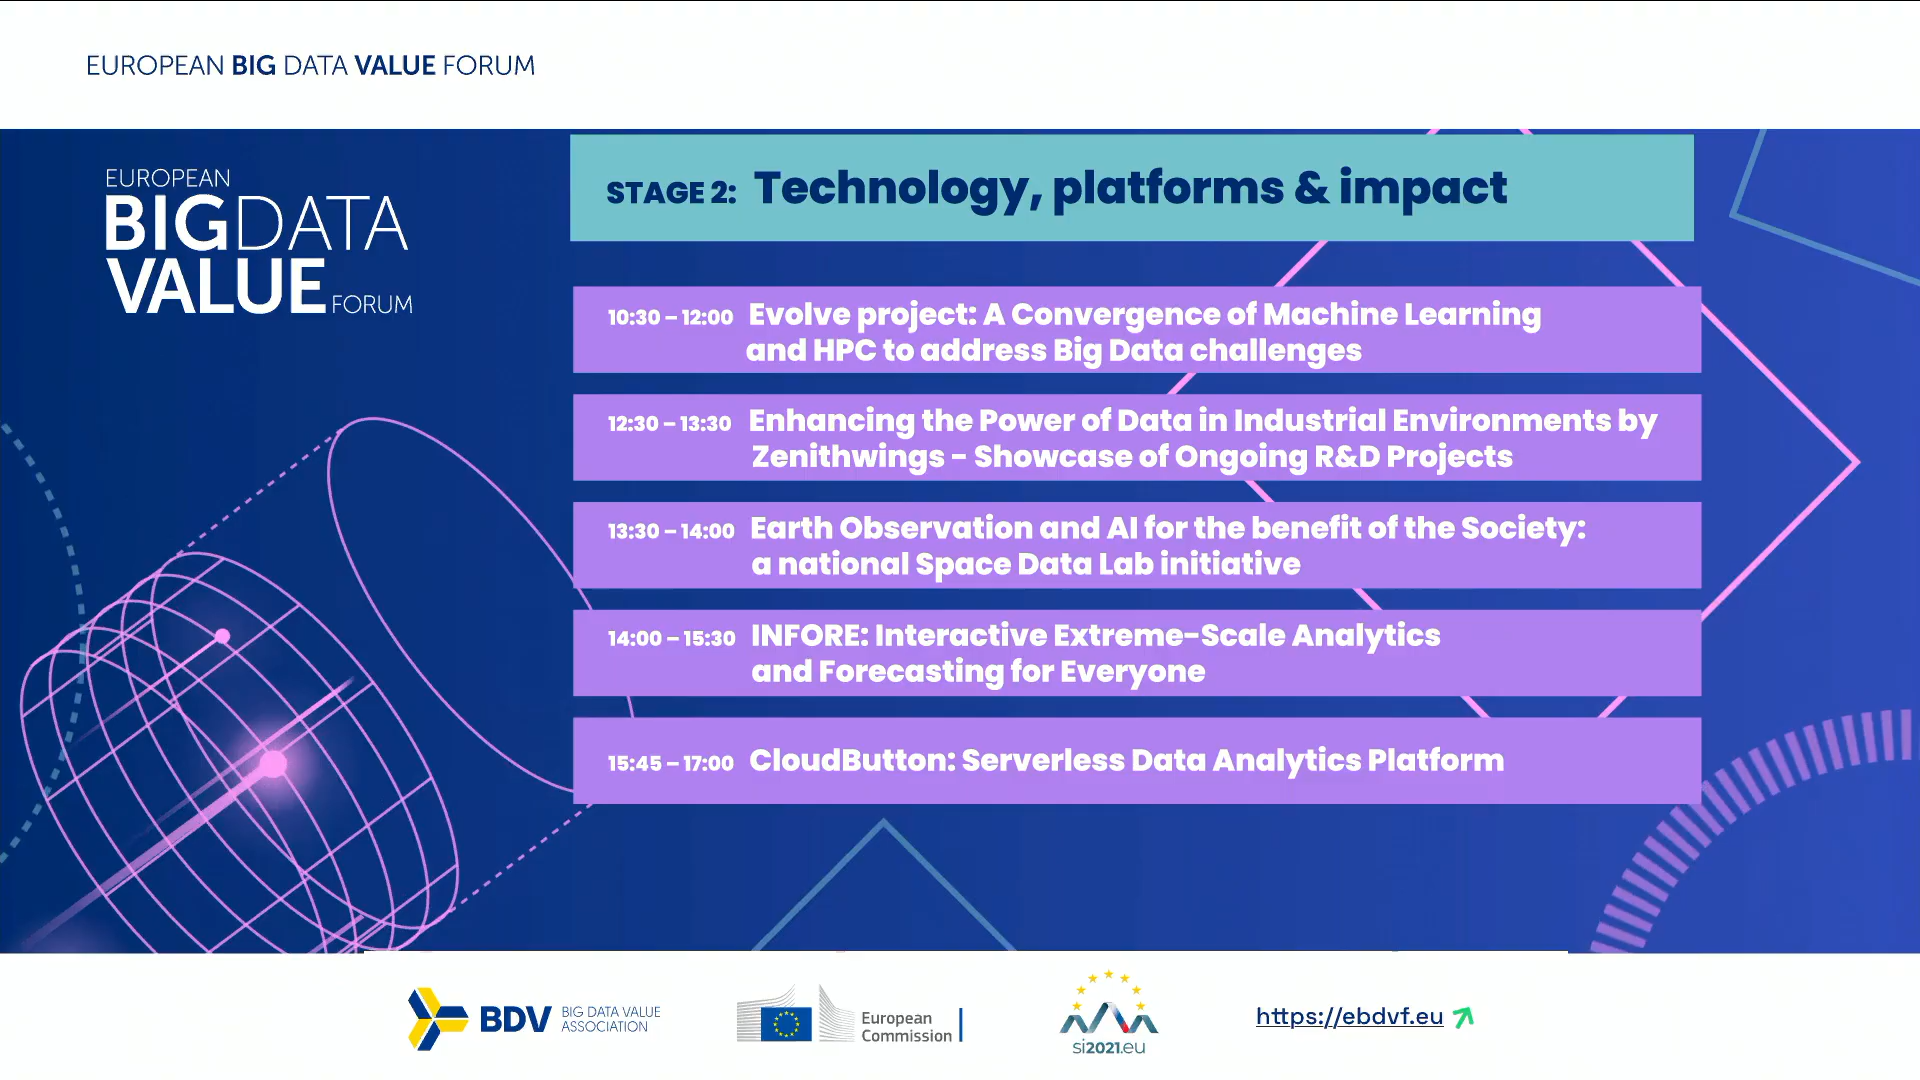 EUROPEAN BIG DATA VALUE FORUM
EUROPEAN
BIGDATA
VALUE FORUM
STAGE 2: Technology, platforms & impact
10:30 – 12:00 Evolve project: A Convergence of Machine Learning
and HPC to address Big Data challenges
12:30 – 13:30 Enhancing the Power of Data in Industrial Environments by
Zenithwings - Showcase of Ongoing R&D Projects
13:30 – 14:00 Earth Observation and AI for the benefit of the Society:
a national Space Data Lab initiative
14:00 – 15:30 INFORE: Interactive Extreme-Scale Analytics
and Forecasting for Everyone
15:45 – 17:00 CloudButton: Serverless Data Analytics Platform
BDV BIG DATA VALUE
ASSOCIATION
European
Commission
si2021.eu
https://ebdvf.eu